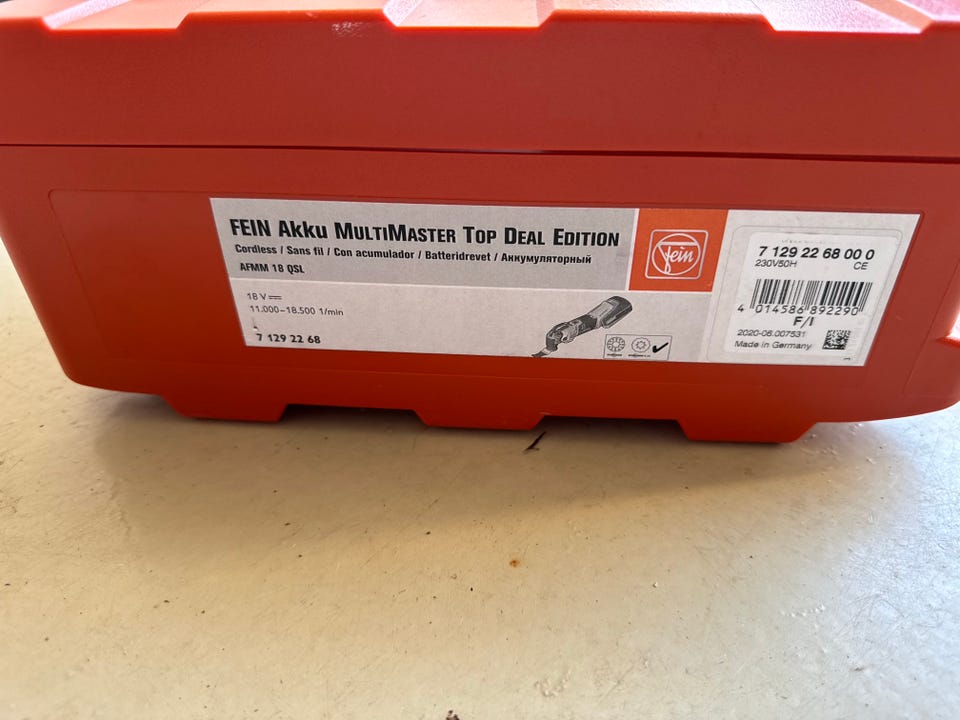 FEIN Akku MULTIMASTER TOP DEAL EDITION
Cordless / Sans fil / Con acumulador / Batteridrevet / Аккумуляторный
AFMM 18 QSL
18 V
11.000–18.500 1/min
7 129 22 68
fein
7 129 22 68 00 0
230V50H CE
4 014586 892290
F/I
2020-06.007531
Made in Germany